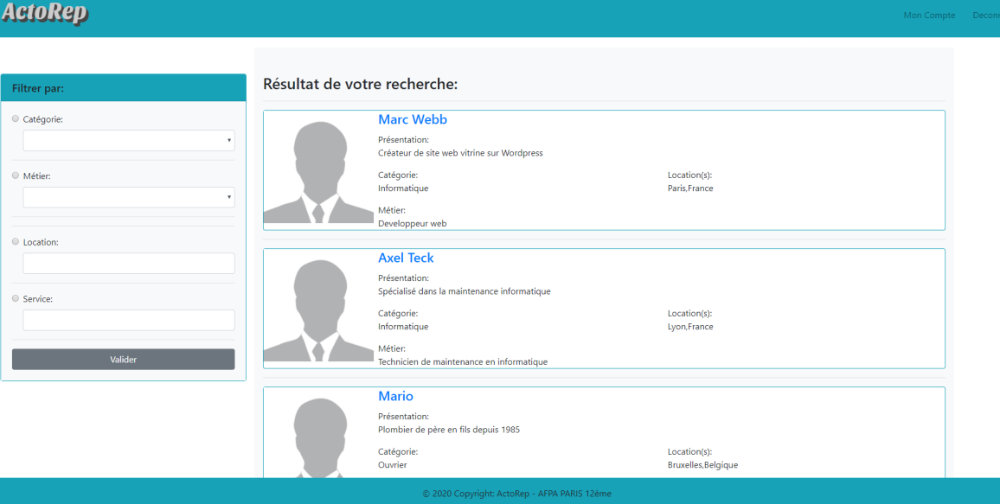 ActoRep
Mon Compte
Filtrer par:
Catégorie:
Métier:
Location:
Service:
Valider
Résultat de votre recherche:
Marc Webb
Présentation:
Créateur de site web vitrine sur Wordpress
Catégorie:
Informatique
Location(s):
Paris,France
Métier:
Developpeur web
Axel Teck
Présentation:
Spécialisé dans la maintenance informatique
Catégorie:
Informatique
Location(s):
Lyon,France
Métier:
Technicien de maintenance en informatique
Mario
Présentation:
Plombier de père en fils depuis 1985
Catégorie:
Ouvrier
Location(s):
Bruxelles,Belgique
© 2020 Copyright: ActoRep - AFPA PARIS 12ème